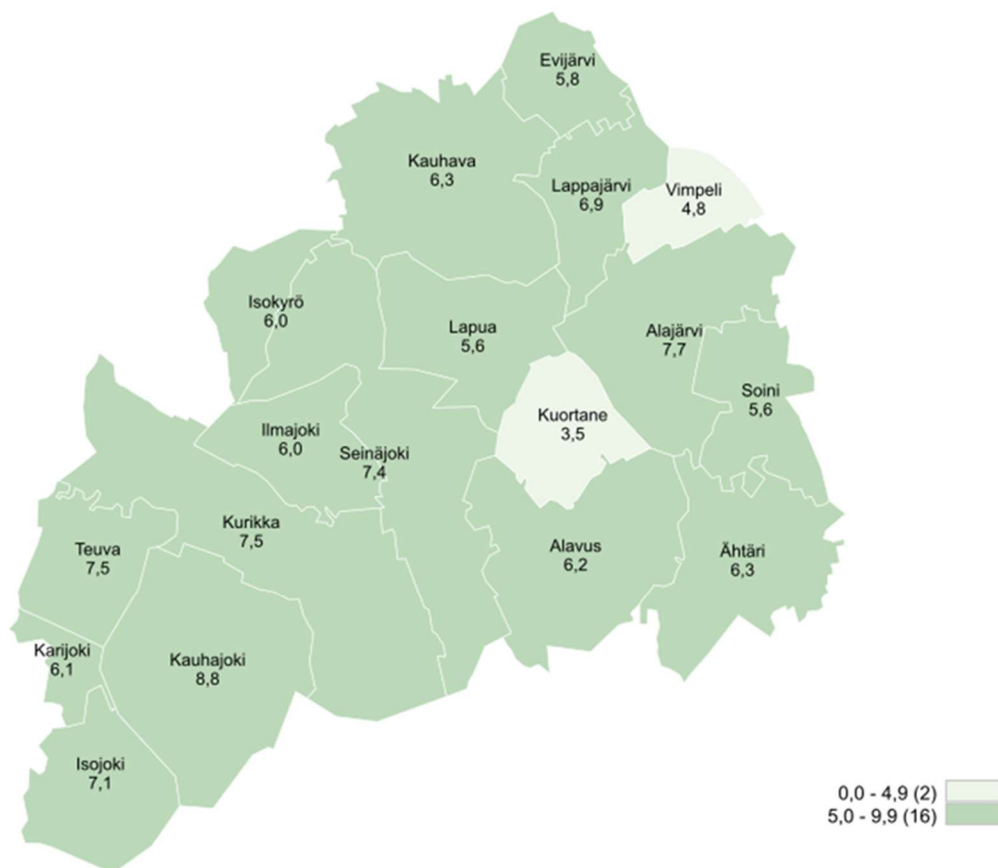 Evijärvi
5,8
Kauhava
6,3
Lappajärvi
6,9
Vimpeli
4,8
Isokyrö
6,0
Lapua
5,6
Alajärvi
7,7
Soini
5,6
Kuortane
3,5
Ilmajoki
6,0
Seinäjoki
7,4
Kurikka
7,5
Teuva
7,5
Alavus
6,2
Ähtäri
6,3
Karijoki
6,1
Kauhajoki
8,8
Isojoki
7,1
0,0 - 4,9 (2)
5,0 - 9,9 (16)